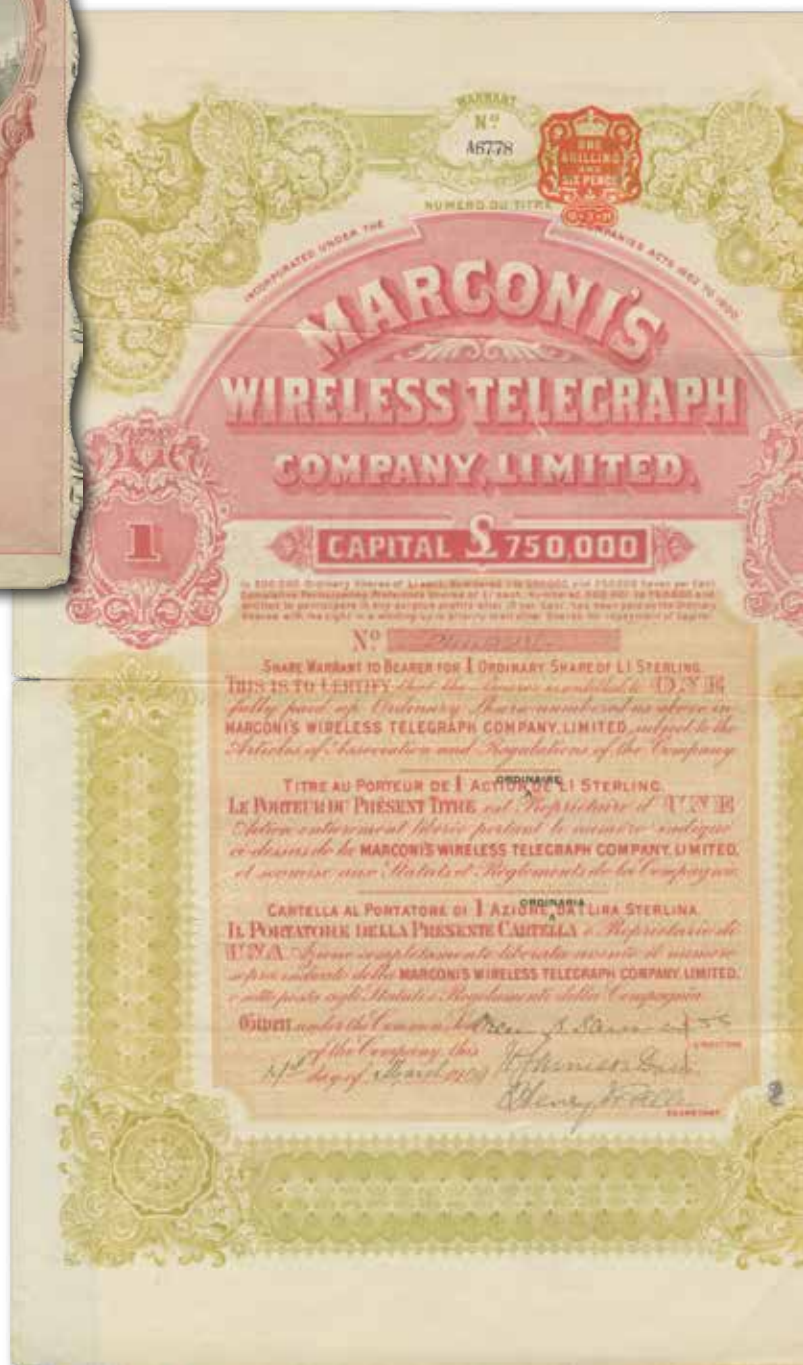 WARRANT
Nº
A6778
NUMERO DU TITRE
ONE
SHILLING
AND
SIX PENCE
INCORPORATED UNDER THE COMPANIES ACTS 1862 TO 1900
MARCONI'S
WIRELESS TELEGRAPH
COMPANY, LIMITED.
1
CAPITAL £750,000
Nº
SHARE WARRANT TO BEARER FOR 1 ORDINARY SHARE OF £1 STERLING.
THIS IS TO CERTIFY that the Bearer is entitled to ONE
fully paid up Ordinary Share numbered as above in
MARCONI'S WIRELESS TELEGRAPH COMPANY, LIMITED, subject to the
Articles of Association and Regulations of the Company
TITRE AU PORTEUR DE 1 ACTION ORDINAIRE DE £1 STERLING.
LE PORTEUR DU PRÉSENT TITRE est Propriétaire d'UNE
Action entièrement libérée portant le numéro indiqué
ci-dessus de la MARCONI'S WIRELESS TELEGRAPH COMPANY, LIMITED,
et soumise aux Statuts et Règlements de la Compagnie.
CARTELLA AL PORTATORE DI 1 AZIONE ORDINARIA DA 1 LIRA STERLINA.
IL PORTATORE DELLA PRESENTE CARTELLA è Proprietario di
UNA Azione completamente liberata avente il numero
sopra indicato della MARCONI'S WIRELESS TELEGRAPH COMPANY, LIMITED.
e sottoposta agli Statuti e Regolamenti della Compagnia.
Given under the Common
of the Company, this
day of March
SECRETARY